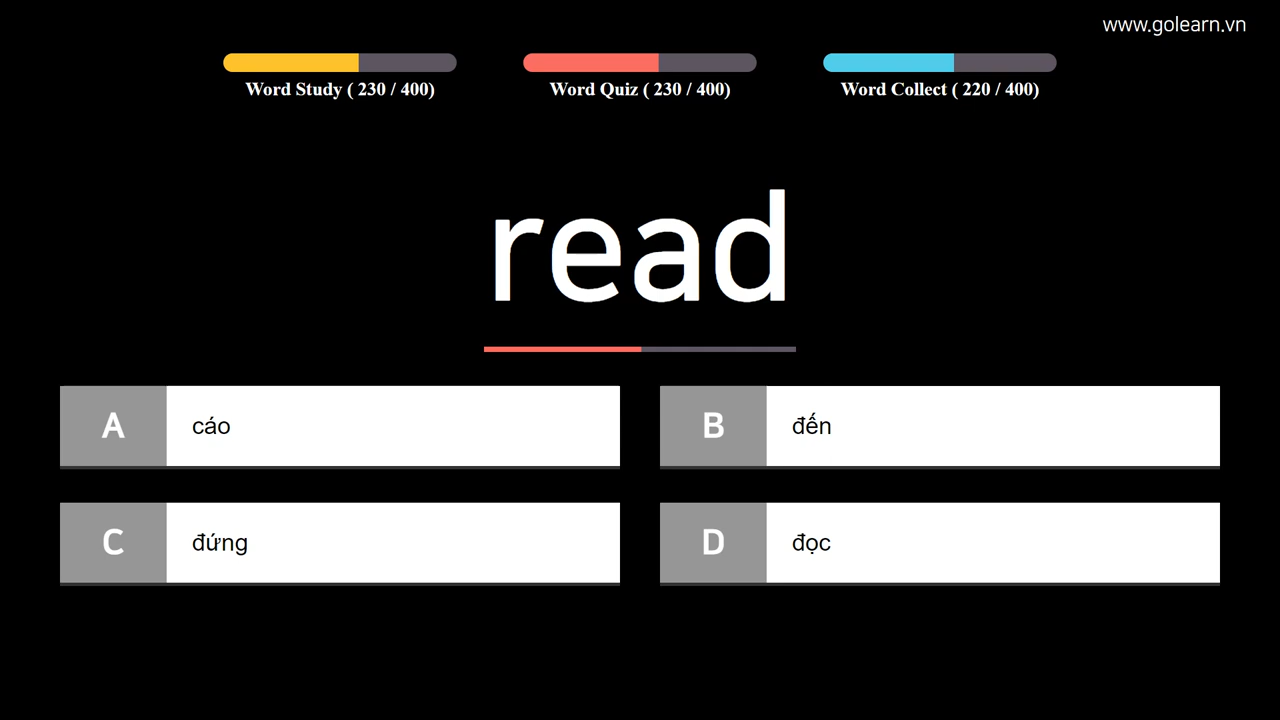 www.golearn.vn
Word Study ( 230 / 400)
Word Quiz ( 230 / 400)
Word Collect ( 220 / 400)
read
A cáo
B đến
C đứng
D đọc